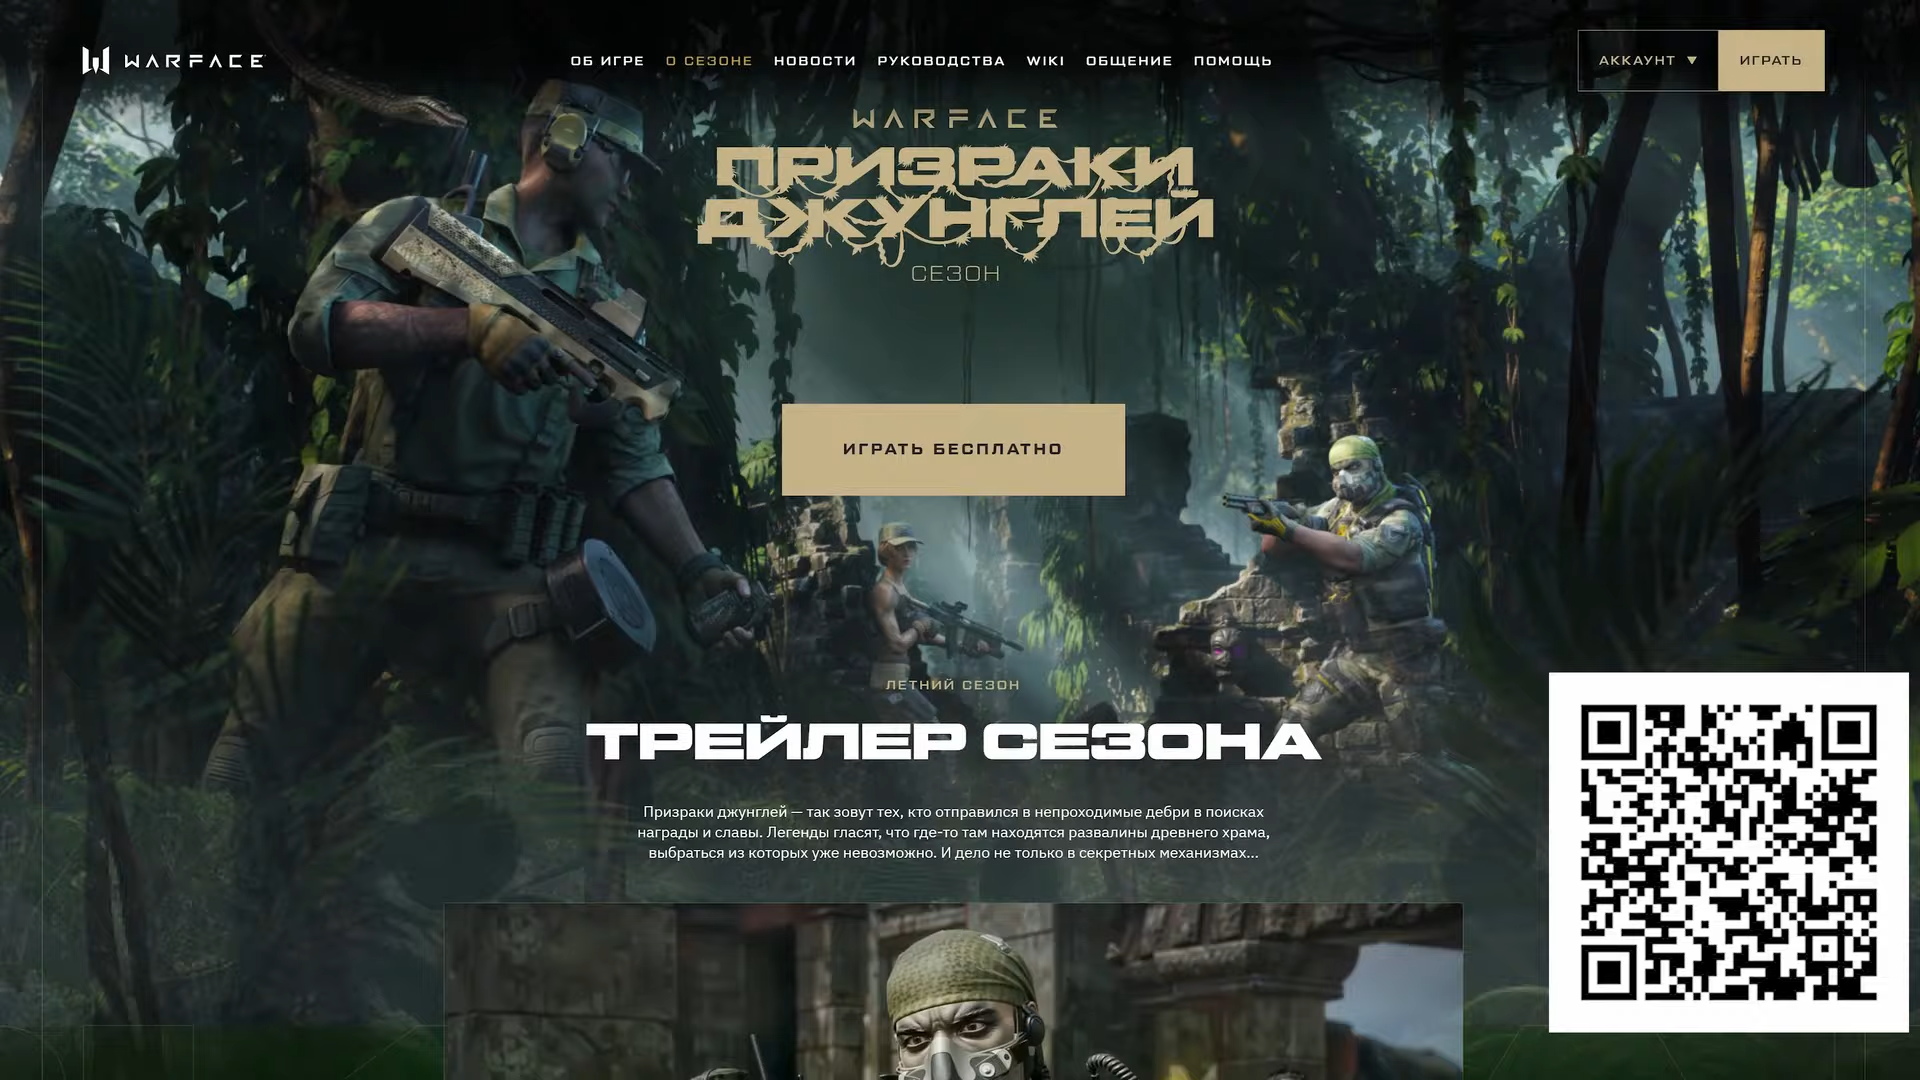 WARFACE
ОБ ИГРЕ О СЕЗОНЕ НОВОСТИ РУКОВОДСТВА WIKI ОБЩЕНИЕ ПОМОЩЬ
АККАУНТ ▼ ИГРАТЬ
WARFACE
ПРИЗРАКИ
ДЖУНГЛЕЙ
СЕЗОН
ИГРАТЬ БЕСПЛАТНО
ЛЕТНИЙ СЕЗОН
ТРЕЙЛЕР СЕЗОНА
Призраки джунглей — так зовут тех, кто отправился в непроходимые дебри в поисках
награды и славы. Легенды гласят, что где-то там находятся развалины древнего храма,
выбраться из которых уже невозможно. И дело не только в секретных механизмах...